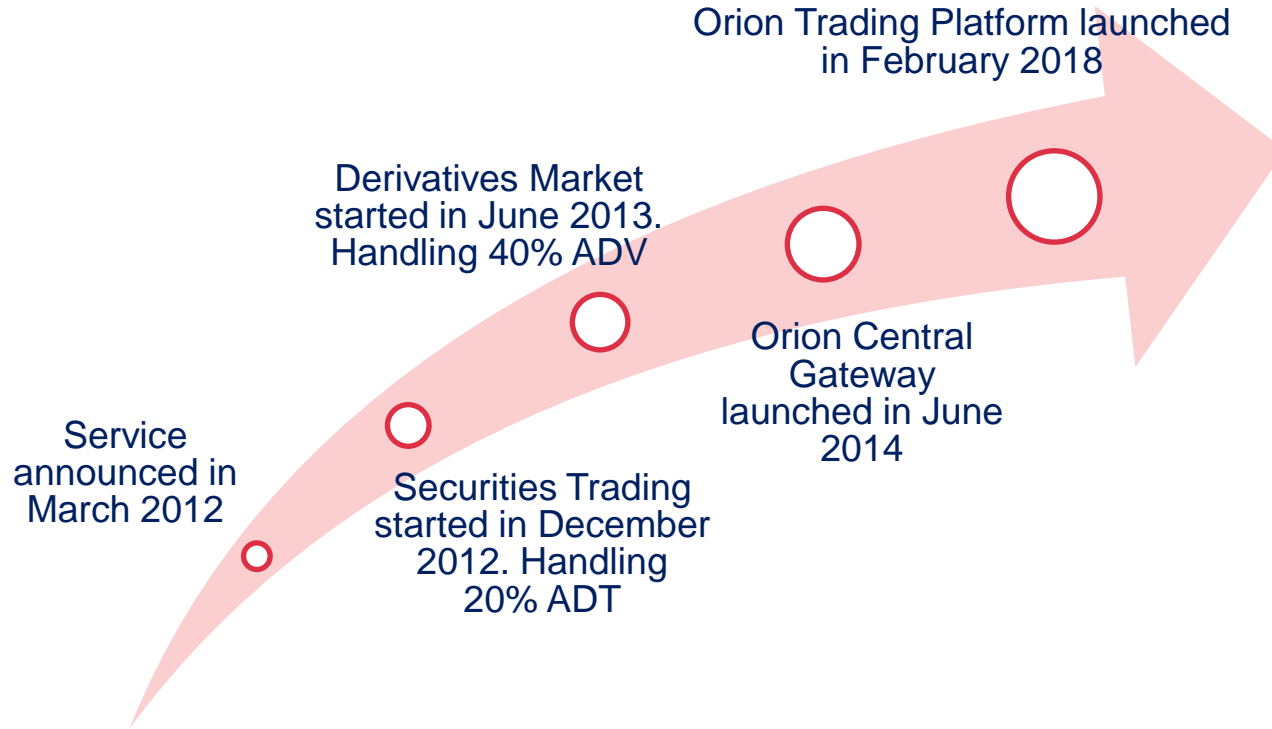 Orion Trading Platform launched
in February 2018
Derivatives Market
started in June 2013.
Handling 40% ADV
Orion Central
Gateway
launched in June
2014
Service
announced in
March 2012
Securities Trading
started in December
2012. Handling
20% ADT